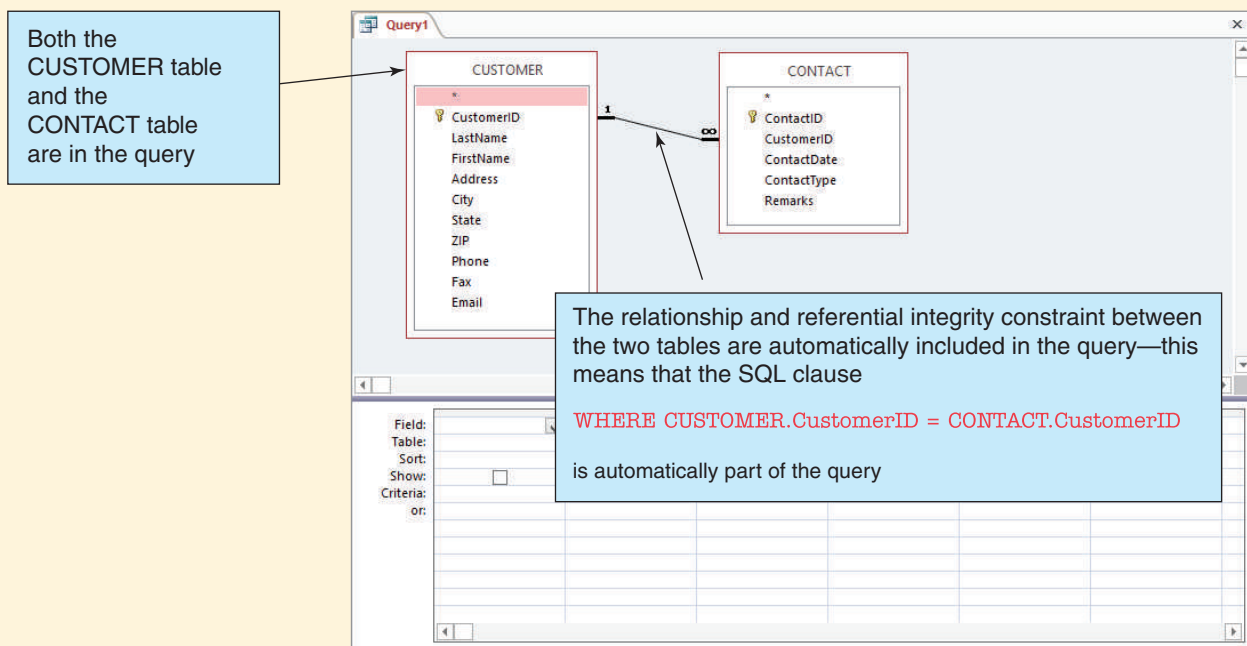 Both the
CUSTOMER table
and the
CONTACT table
are in the query
Query1
CUSTOMER
*
CustomerID
LastName
FirstName
Address
City
State
ZIP
Phone
Fax
Email
1
∞
CONTACT
*
ContactID
CustomerID
ContactDate
ContactType
Remarks
The relationship and referential integrity constraint between
the two tables are automatically included in the query—this
means that the SQL clause
WHERE CUSTOMER.CustomerID = CONTACT.CustomerID
is automatically part of the query
Field:
Table:
Sort:
Show:
Criteria:
or: